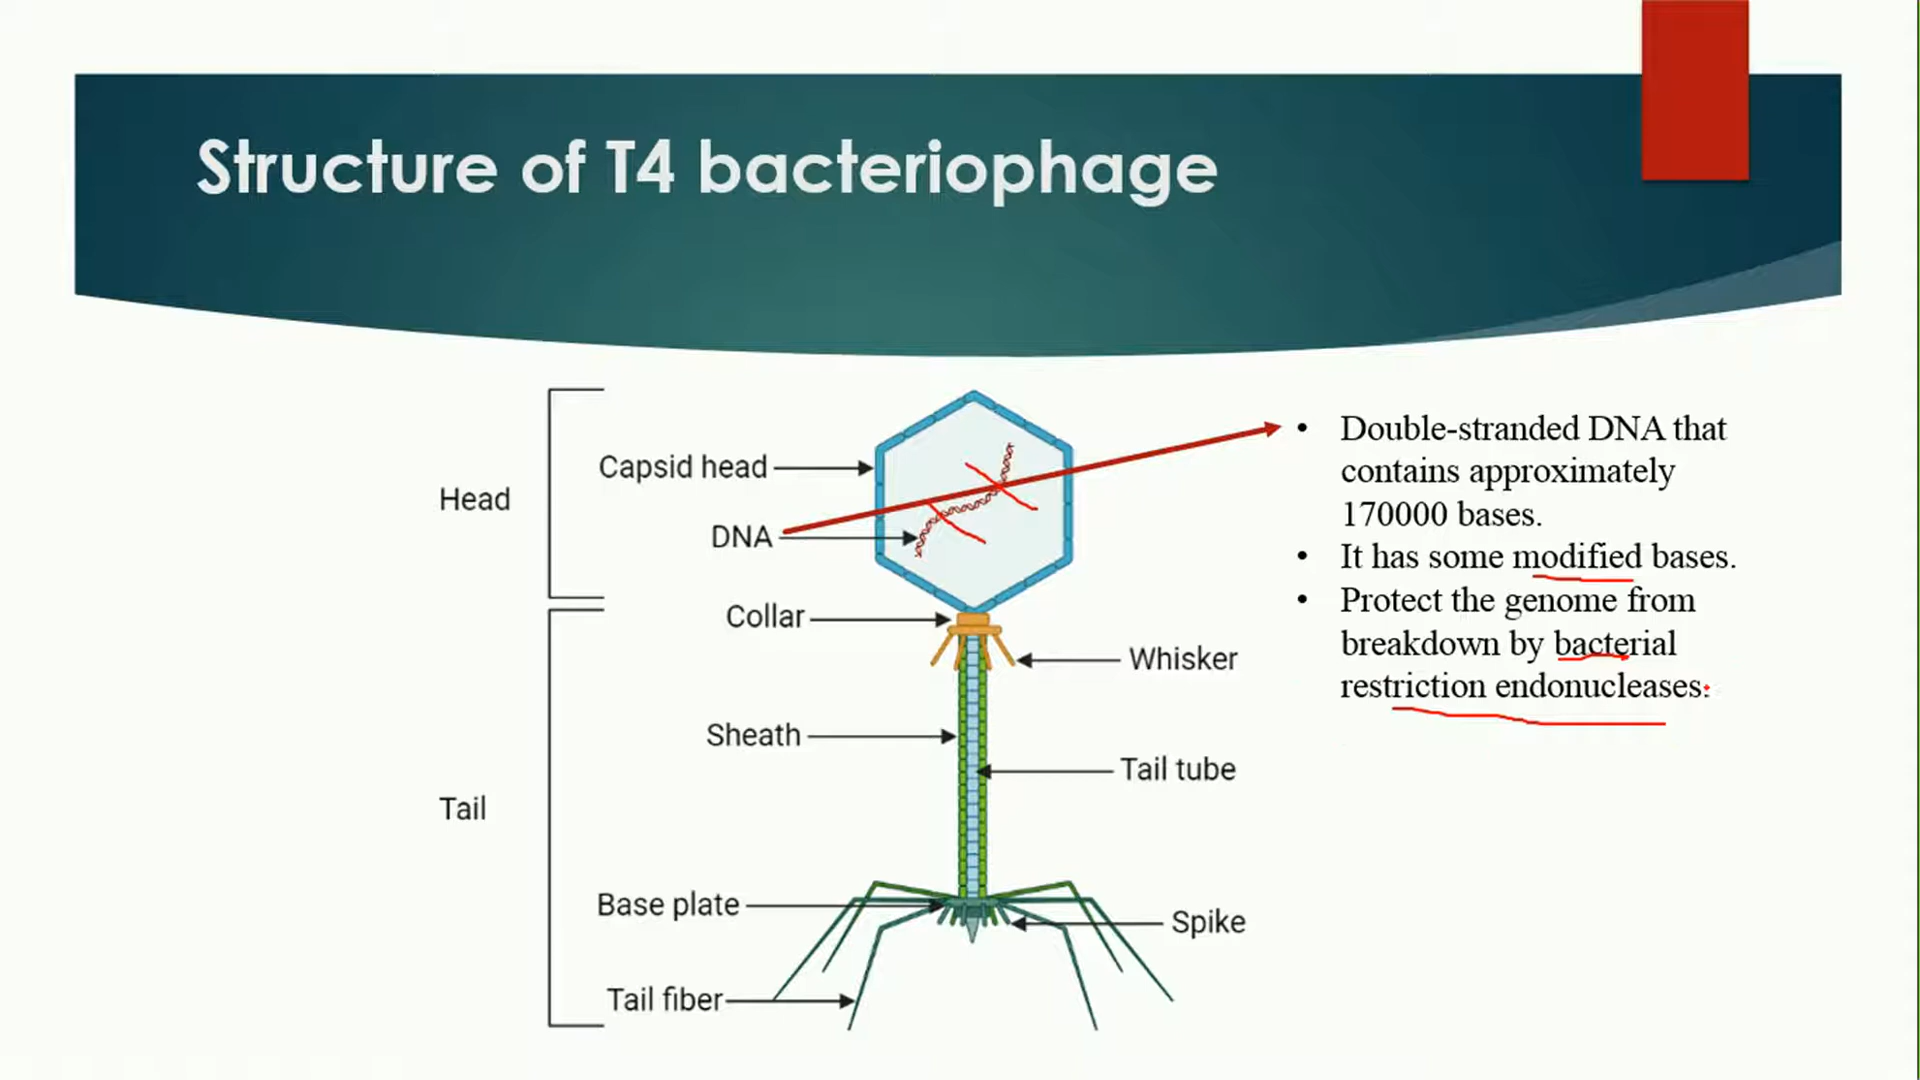 Structure of T4 bacteriophage
Head
Capsid head
DNA
Collar
Whisker
Sheath
Tail tube
Tail
Base plate
Spike
Tail fiber
• Double-stranded DNA that
contains approximately
170000 bases.
• It has some modified bases.
• Protect the genome from
breakdown by bacterial
restriction endonucleases.